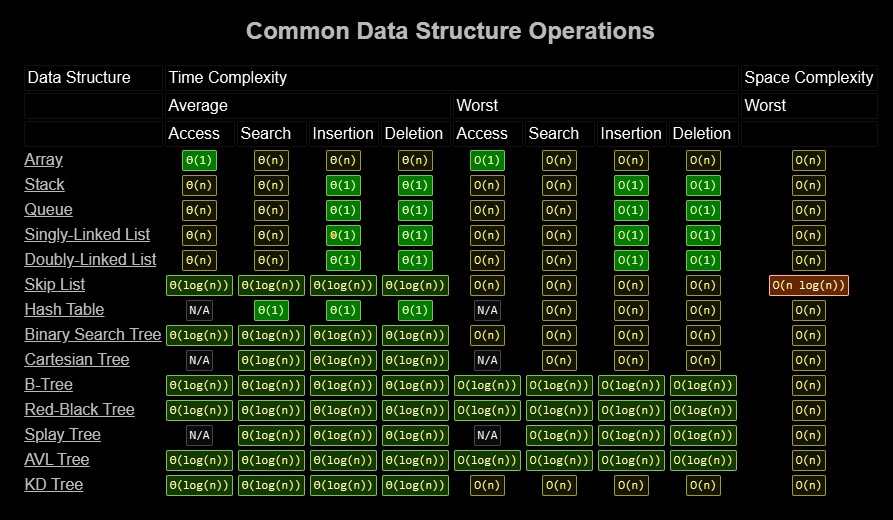 Common Data Structure Operations
Data Structure Time Complexity Space Complexity
Average Worst Worst
Access Search Insertion Deletion Access Search Insertion Deletion
Array Θ(1) Θ(n) Θ(n) Θ(n) O(1) O(n) O(n) O(n) O(n)
Stack Θ(n) Θ(n) Θ(1) Θ(1) O(n) O(n) O(1) O(1) O(n)
Queue Θ(n) Θ(n) Θ(1) Θ(1) O(n) O(n) O(1) O(1) O(n)
Singly-Linked List Θ(n) Θ(n) Θ(1) Θ(1) O(n) O(n) O(1) O(1) O(n)
Doubly-Linked List Θ(n) Θ(n) Θ(1) Θ(1) O(n) O(n) O(1) O(1) O(n)
Skip List Θ(log(n)) Θ(log(n)) Θ(log(n)) Θ(log(n)) O(n) O(n) O(n) O(n) O(n log(n))
Hash Table N/A Θ(1) Θ(1) Θ(1) N/A O(n) O(n) O(n) O(n)
Binary Search Tree Θ(log(n)) Θ(log(n)) Θ(log(n)) Θ(log(n)) O(n) O(n) O(n) O(n) O(n)
Cartesian Tree N/A Θ(log(n)) Θ(log(n)) Θ(log(n)) N/A O(n) O(n) O(n) O(n)
B-Tree Θ(log(n)) Θ(log(n)) Θ(log(n)) Θ(log(n)) O(log(n)) O(log(n)) O(log(n)) O(log(n)) O(n)
Red-Black Tree Θ(log(n)) Θ(log(n)) Θ(log(n)) Θ(log(n)) O(log(n)) O(log(n)) O(log(n)) O(log(n)) O(n)
Splay Tree N/A Θ(log(n)) Θ(log(n)) Θ(log(n)) N/A O(log(n)) O(log(n)) O(log(n)) O(n)
AVL Tree Θ(log(n)) Θ(log(n)) Θ(log(n)) Θ(log(n)) O(log(n)) O(log(n)) O(log(n)) O(log(n)) O(n)
KD Tree Θ(log(n)) Θ(log(n)) Θ(log(n)) Θ(log(n)) O(n) O(n) O(n) O(n) O(n)